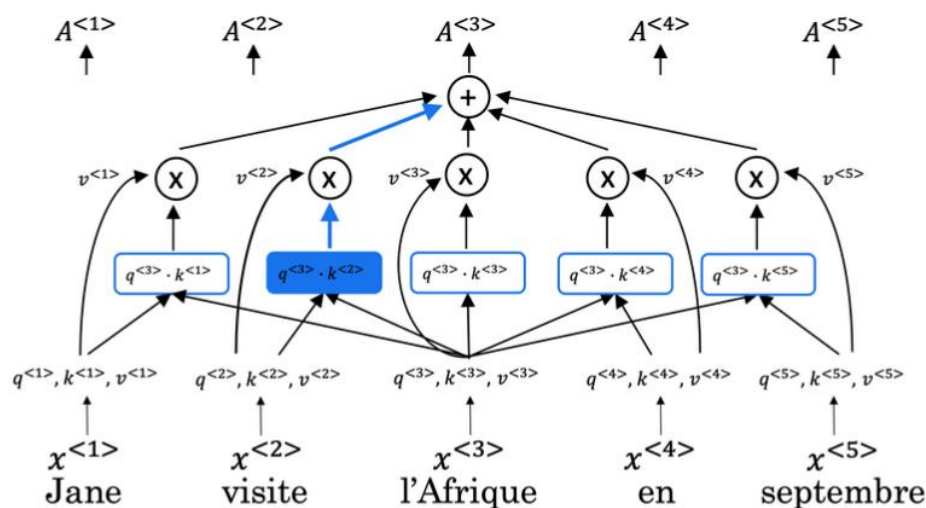 A^{<1>} A^{<2>} A^{<3>} A^{<4>} A^{<5>}
+
v^{<1>} X v^{<2>} X v^{<3>} X X v^{<4>} X v^{<5>}
q^{<3>} · k^{<1>} q^{<3>} · k^{<2>} q^{<3>} · k^{<3>} q^{<3>} · k^{<4>} q^{<3>} · k^{<5>}
q^{<1>}, k^{<1>}, v^{<1>} q^{<2>}, k^{<2>}, v^{<2>} q^{<3>}, k^{<3>}, v^{<3>} q^{<4>}, k^{<4>}, v^{<4>} q^{<5>}, k^{<5>}, v^{<5>}
x^{<1>} x^{<2>} x^{<3>} x^{<4>} x^{<5>}
Jane visite l'Afrique en septembre